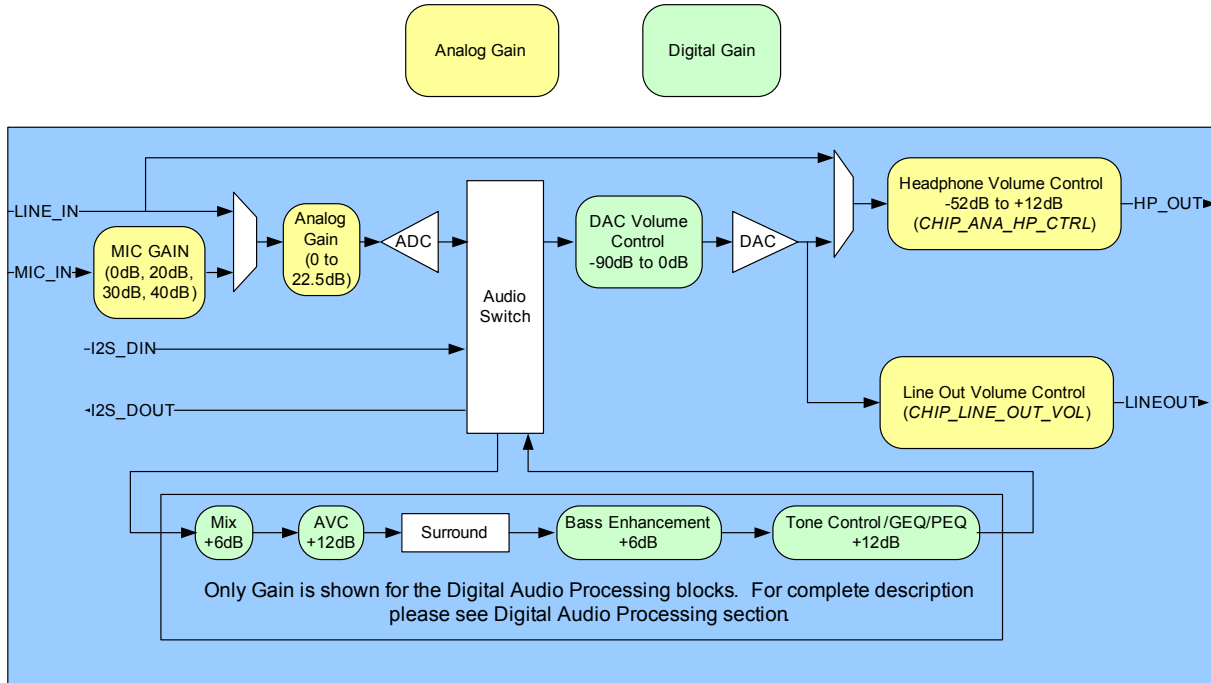 Analog Gain
Digital Gain
LINE_IN
MIC_IN
MIC GAIN
(0dB, 20dB,
30dB, 40dB)
Analog
Gain
(0 to
22.5dB)
ADC
Audio
Switch
DAC Volume
Control
-90dB to 0dB
DAC
Headphone Volume Control
-52dB to +12dB
(CHIP_ANA_HP_CTRL)
HP_OUT
I2S_DIN
I2S_DOUT
Line Out Volume Control
(CHIP_LINE_OUT_VOL)
LINEOUT
Mix
+6dB
AVC
+12dB
Surround
Bass Enhancement
+6dB
Tone Control/GEQ/PEQ
+12dB
Only Gain is shown for the Digital Audio Processing blocks. For complete description
please see Digital Audio Processing section.